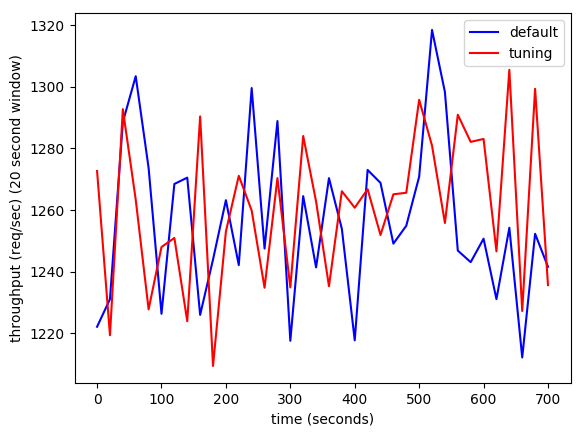 1320
1300
1280
1260
1240
1220
throughput (req/sec) (20 second window)
default
tuning
0 100 200 300 400 500 600 700
time (seconds)